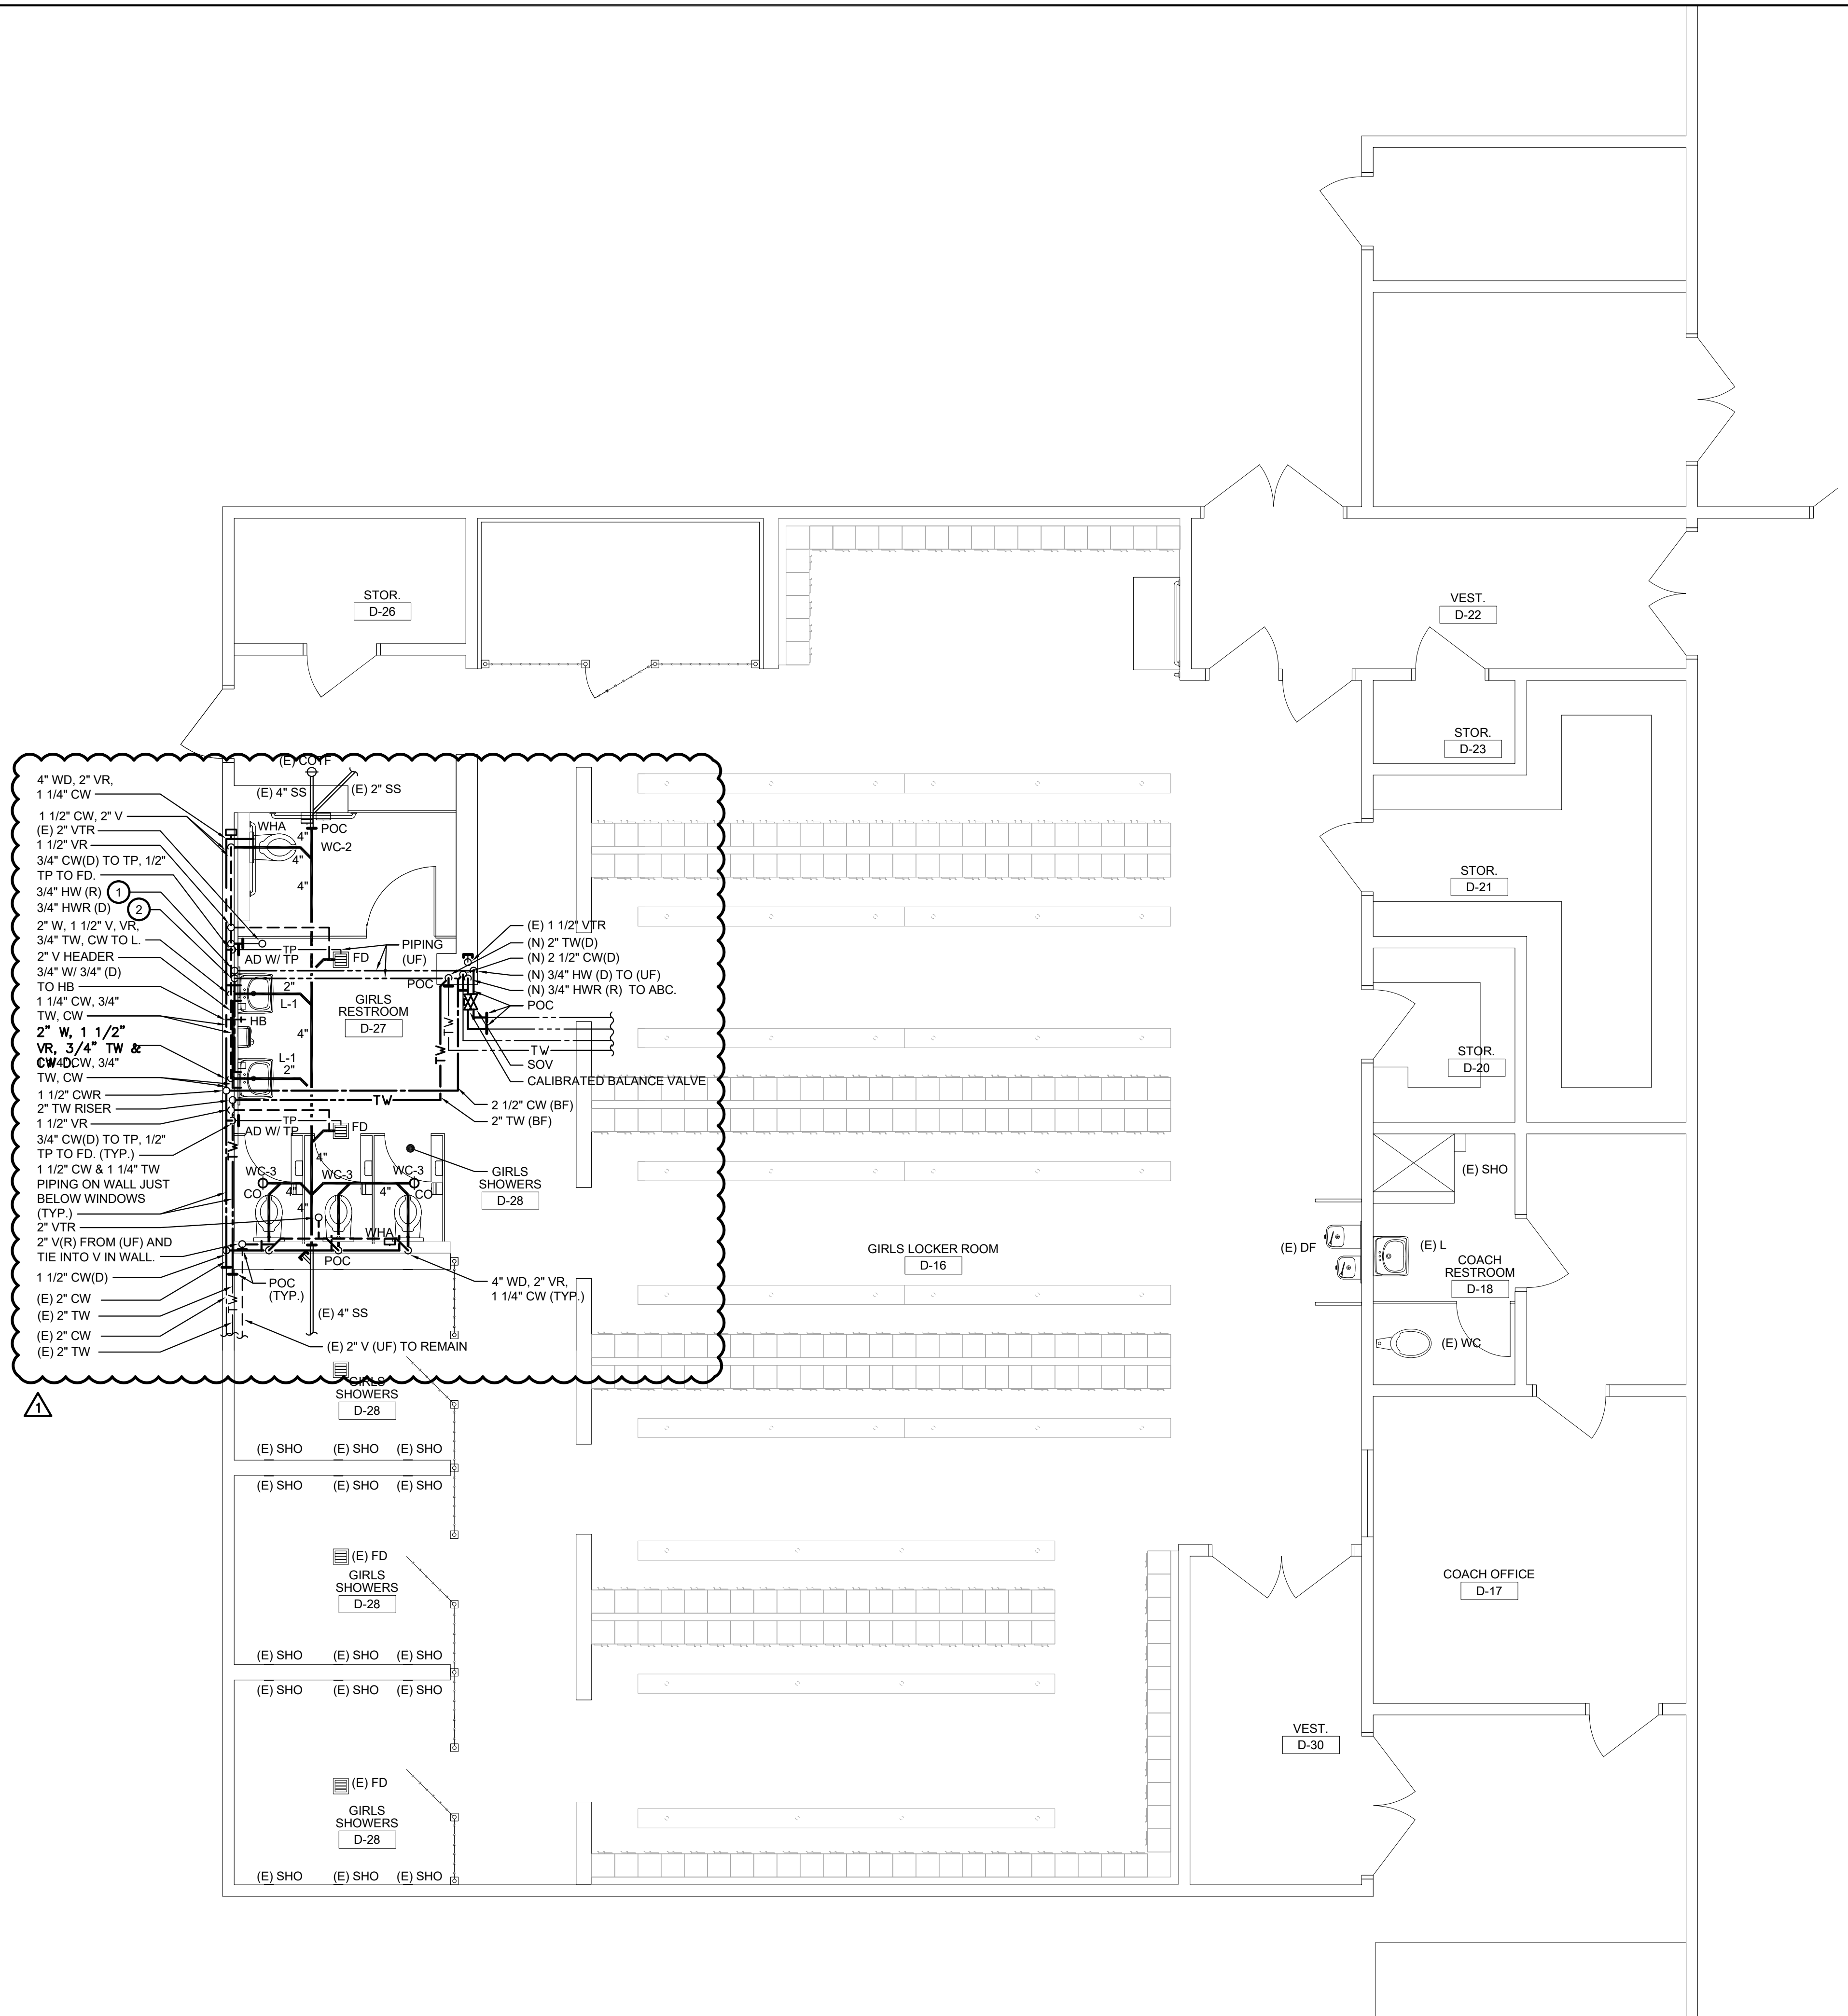 STOR.
D-26
VEST.
D-22
STOR.
D-23
STOR.
D-21
STOR.
D-20
4" WD, 2" VR,
1 1/4" CW
1 1/2" CW, 2" V
(E) 2" VTR
1 1/2" VR
3/4" CW(D) TO TP, 1/2"
TP TO FD.
3/4" HW (R)
1
3/4" HWR (D)
2
2" W, 1 1/2" V, VR,
3/4" TW, CW TO L.
2" V HEADER
3/4" W/ 3/4" (D)
TO HB
1 1/4" CW, 3/4"
TW, CW
2" W, 1 1/2"
VR, 3/4" TW &
CW D.
1 1/4" CW, 3/4"
TW, CW
1 1/2" CWR
2" TW RISER
1 1/2" VR
3/4" CW(D) TO TP, 1/2"
TP TO FD. (TYP.)
1 1/2" CW & 1 1/4" TW
PIPING ON WALL JUST
BELOW WINDOWS
(TYP.)
2" VTR
2" V(R) FROM (UF) AND
TIE INTO V IN WALL.
1 1/2" CW(D)
(E) 2" CW
(E) 2" TW
(E) 2" CW
(E) 2" TW
1
(E) COTF
(E) 4" SS
(E) 2" SS
WHA
POC
4"
WC-2
4"
4"
TP
AD W/ TP
FD
PIPING
(UF)
POC
2"
L-1
GIRLS
RESTROOM
D-27
HB
4"
L-1
2"
TW
TW
TW
TW
TP
AD W/ TP
FD
4"
WC-3
WC-3
WC-3
CO
4"
4"
CO
4"
WHA
POC
POC
(TYP.)
(E) 4" SS
(E) 2" V (UF) TO REMAIN
(E) 1 1/2" VTR
(N) 2" TW(D)
(N) 2 1/2" CW(D)
(N) 3/4" HW (D) TO (UF)
(N) 3/4" HWR (R) TO ABC.
POC
SOV
CALIBRATED BALANCE VALVE
2 1/2" CW (BF)
2" TW (BF)
GIRLS
SHOWERS
D-28
4" WD, 2" VR,
1 1/4" CW (TYP.)
GIRLS LOCKER ROOM
D-16
(E) SHO
(E) DF
(E) L
COACH
RESTROOM
D-18
(E) WC
GIRLS
SHOWERS
D-28
(E) SHO (E) SHO (E) SHO
(E) SHO (E) SHO (E) SHO
(E) FD
GIRLS
SHOWERS
D-28
(E) SHO (E) SHO (E) SHO
(E) SHO (E) SHO (E) SHO
(E) FD
GIRLS
SHOWERS
D-28
(E) SHO (E) SHO (E) SHO
COACH OFFICE
D-17
VEST.
D-30